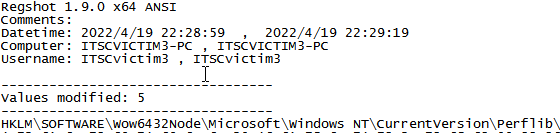 Regshot 1.9.0 x64 ANSI
Comments:
Datetime: 2022/4/19 22:28:59 , 2022/4/19 22:29:19
Computer: ITSCVICTIM3-PC , ITSCVICTIM3-PC
Username: ITSCvictim3 , ITSCvictim3
----------------------------------
Values modified: 5
----------------------------------
HKLM\SOFTWARE\Wow6432Node\Microsoft\Windows NT\CurrentVersion\Perflib